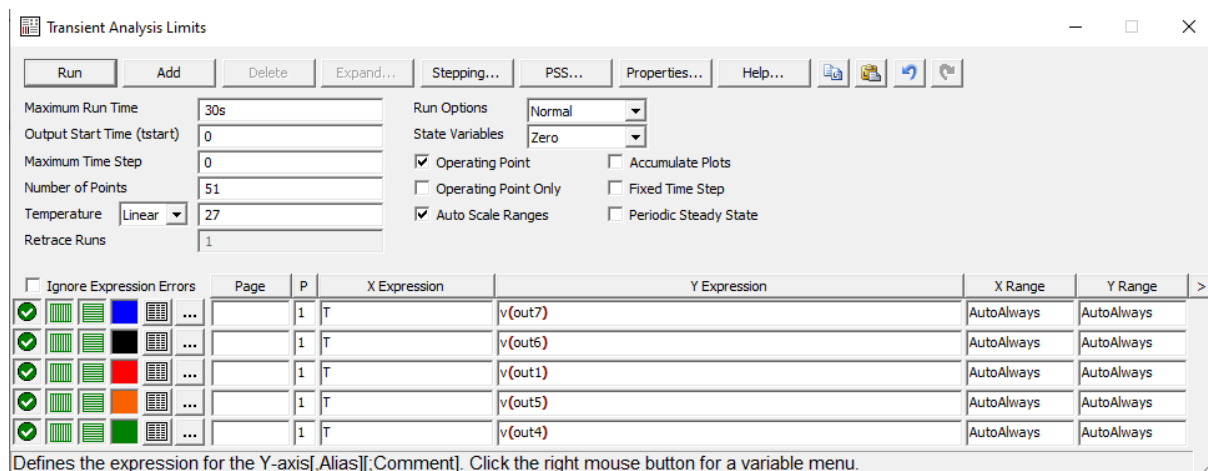 Transient Analysis Limits
Run Add Delete Expand... Stepping... PSS... Properties... Help...
Maximum Run Time 30s Run Options Normal
Output Start Time (tstart) 0 State Variables Zero
Maximum Time Step 0 Operating Point Accumulate Plots
Number of Points 51 Operating Point Only Fixed Time Step
Temperature Linear 27 Auto Scale Ranges Periodic Steady State
Retrace Runs 1
Ignore Expression Errors Page P X Expression Y Expression X Range Y Range >
... 1 T v(out7) AutoAlways AutoAlways
... 1 T v(out6) AutoAlways AutoAlways
... 1 T v(out1) AutoAlways AutoAlways
... 1 T v(out5) AutoAlways AutoAlways
... 1 T v(out4) AutoAlways AutoAlways
Defines the expression for the Y-axis[,Alias][;Comment]. Click the right mouse button for a variable menu.